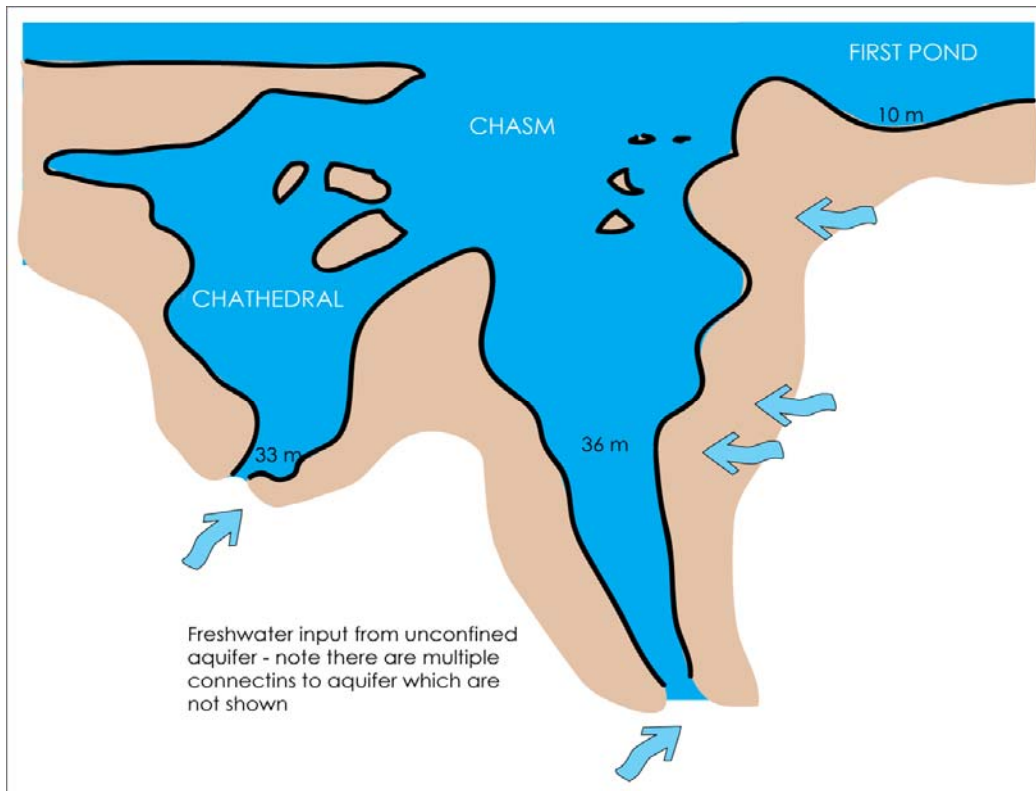 FIRST POND
10 m
CHASM
CHATHEDRAL
33 m
36 m
Freshwater input from unconfined
aquifer - note there are multiple
connectins to aquifer which are
not shown